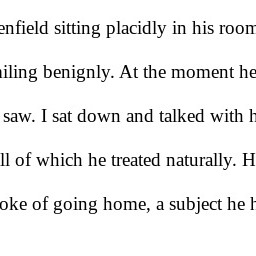 enfield sitting placidly in his room
iling benignly. At the moment he
saw. I sat down and talked with h
ll of which he treated naturally. H
oke of going home, a subject he h